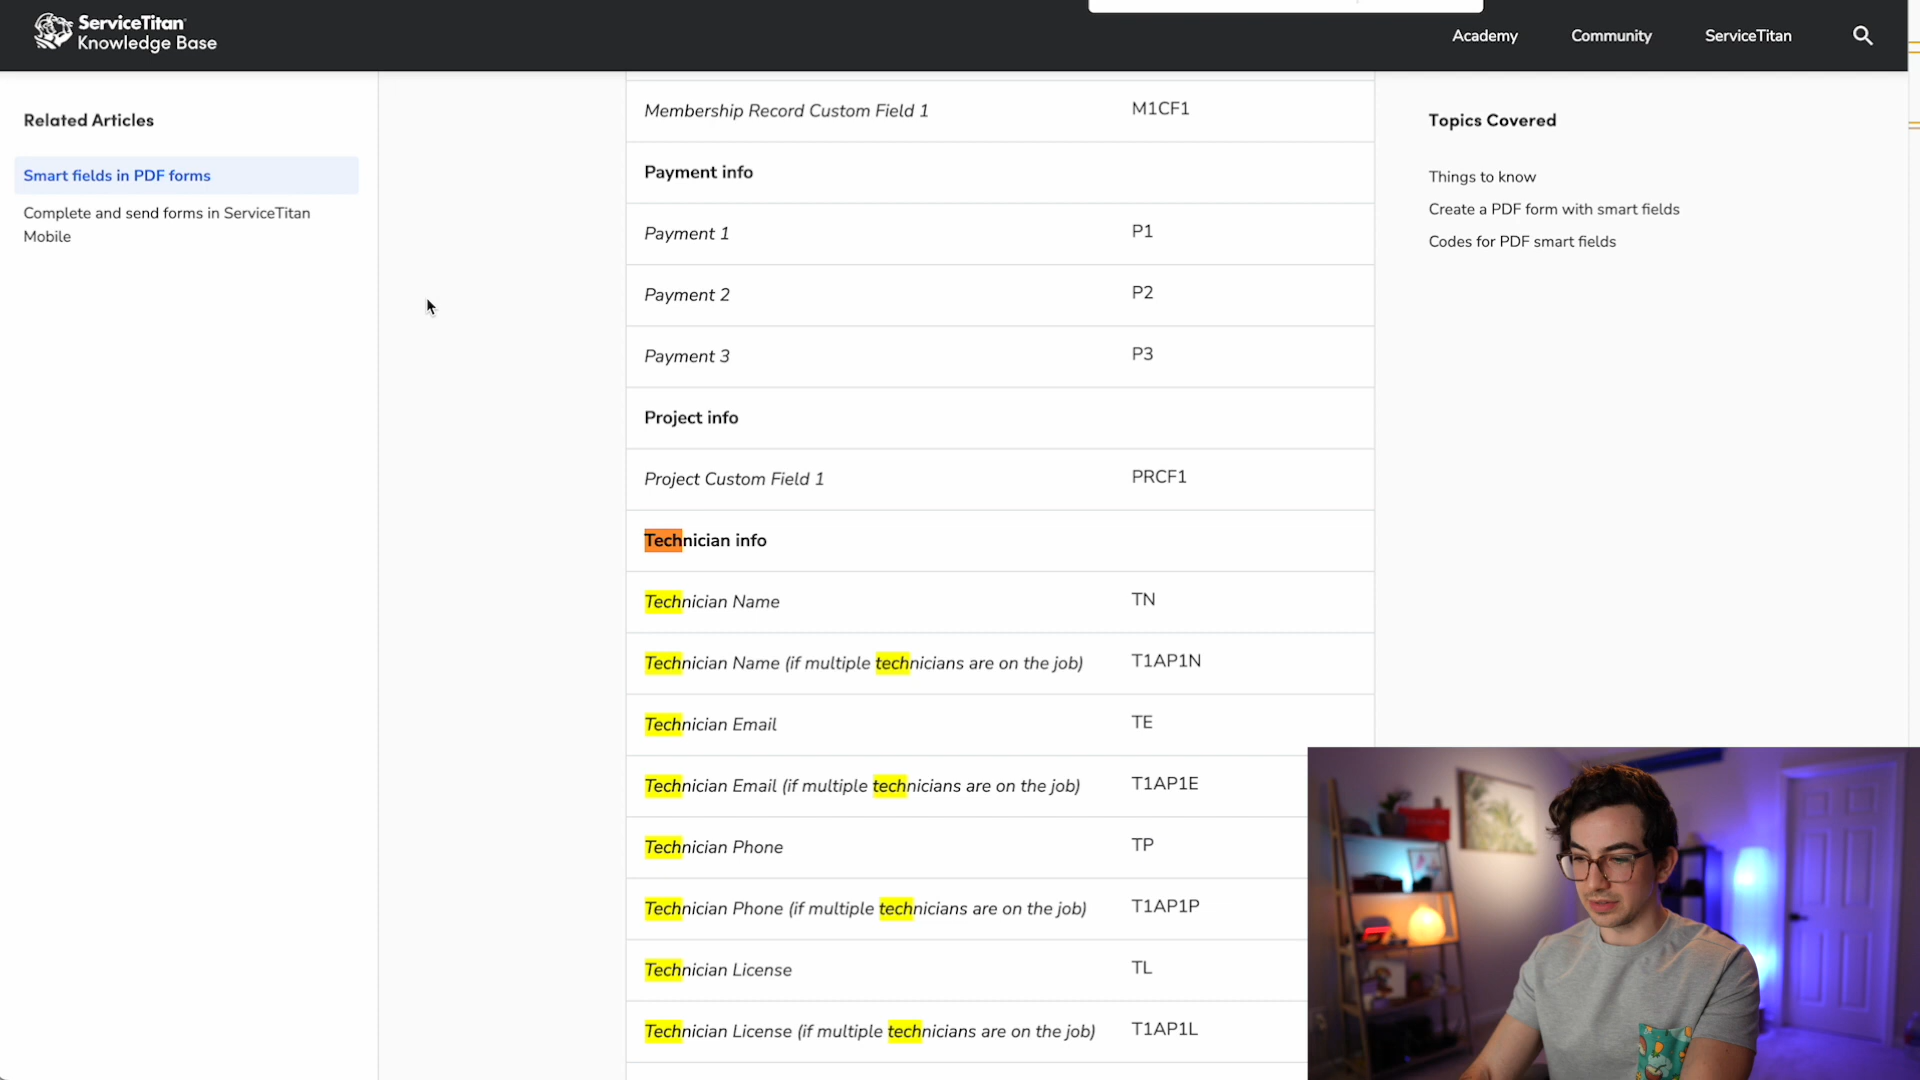 ServiceTitan
Knowledge Base
Academy
Community
ServiceTitan
Related Articles
Smart fields in PDF forms
Complete and send forms in ServiceTitan
Mobile
Membership Record Custom Field 1 M1CF1
Payment info
Payment 1 P1
Payment 2 P2
Payment 3 P3
Project info
Project Custom Field 1 PRCF1
Technician info
Technician Name TN
Technician Name (if multiple technicians are on the job) T1AP1N
Technician Email TE
Technician Email (if multiple technicians are on the job) T1AP1E
Technician Phone TP
Technician Phone (if multiple technicians are on the job) T1AP1P
Technician License TL
Technician License (if multiple technicians are on the job) T1AP1L
Topics Covered
Things to know
Create a PDF form with smart fields
Codes for PDF smart fields